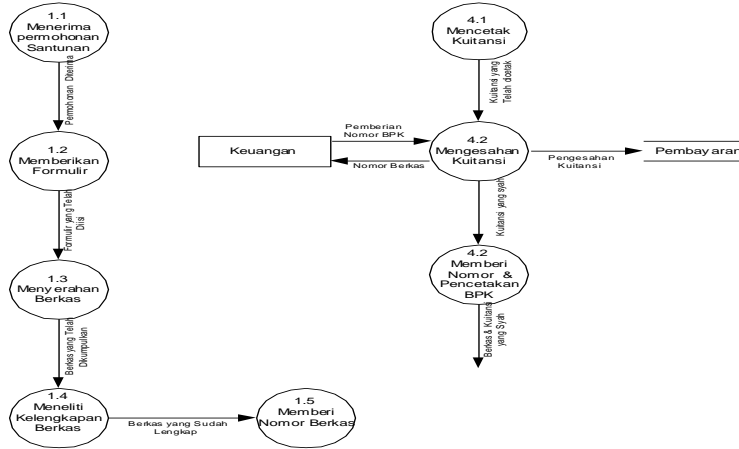 1.1
Menerima
permohonan
Santunan
Permohonan Diterima
1.2
Memberikan
Formulir
Formulir yang Telah
Diisi
1.3
Menyerahan
Berkas
Berkas yang Telah
Dikumpulkan
1.4
Meneliti
Kelengkapan
Berkas
Berkas yang Sudah
Lengkap
1.5
Memberi
Nomor Berkas
4.1
Mencetak
Kuitansi
Kuitansi yang
Telah dicetak
Keuangan
Pemberian
Nomor BPK
Nomor Berkas
4.2
Mengesahan
Kuitansi
Pengesahan
Kuitansi
Pembayaran
Kuitansi yang syah
4.2
Memberi
Nomor &
Pencetakan
BPK
Berkas & Kuitansi
yang Syah